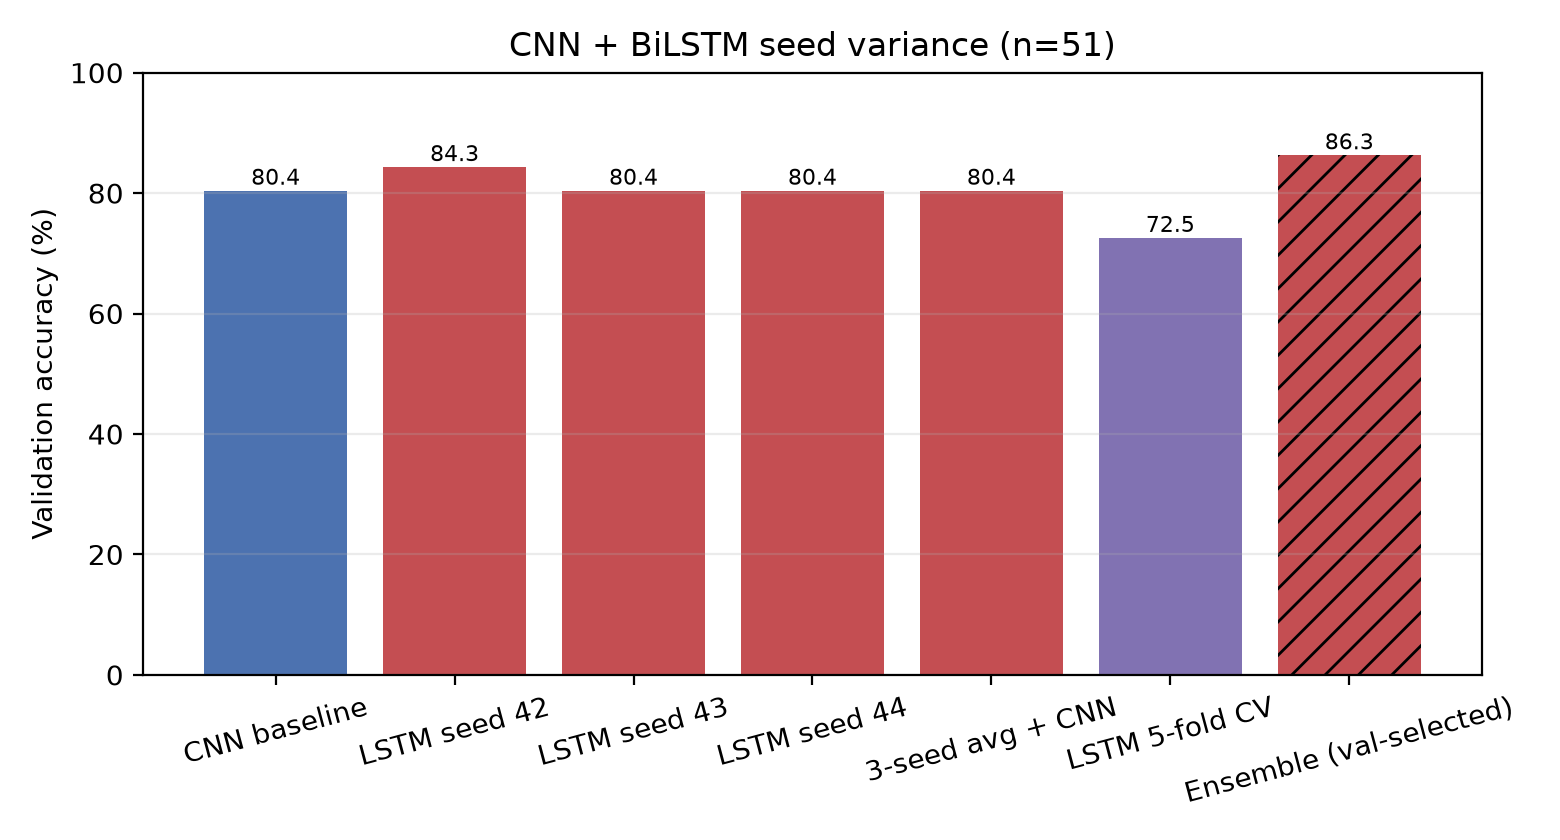 CNN + BiLSTM seed variance (n=51)
Validation accuracy (%)
100
80
60
40
20
0
80.4
84.3
80.4
80.4
80.4
72.5
86.3
CNN baseline
LSTM seed 42
LSTM seed 43
LSTM seed 44
3-seed avg + CNN
LSTM 5-fold CV
Ensemble (val-selected)